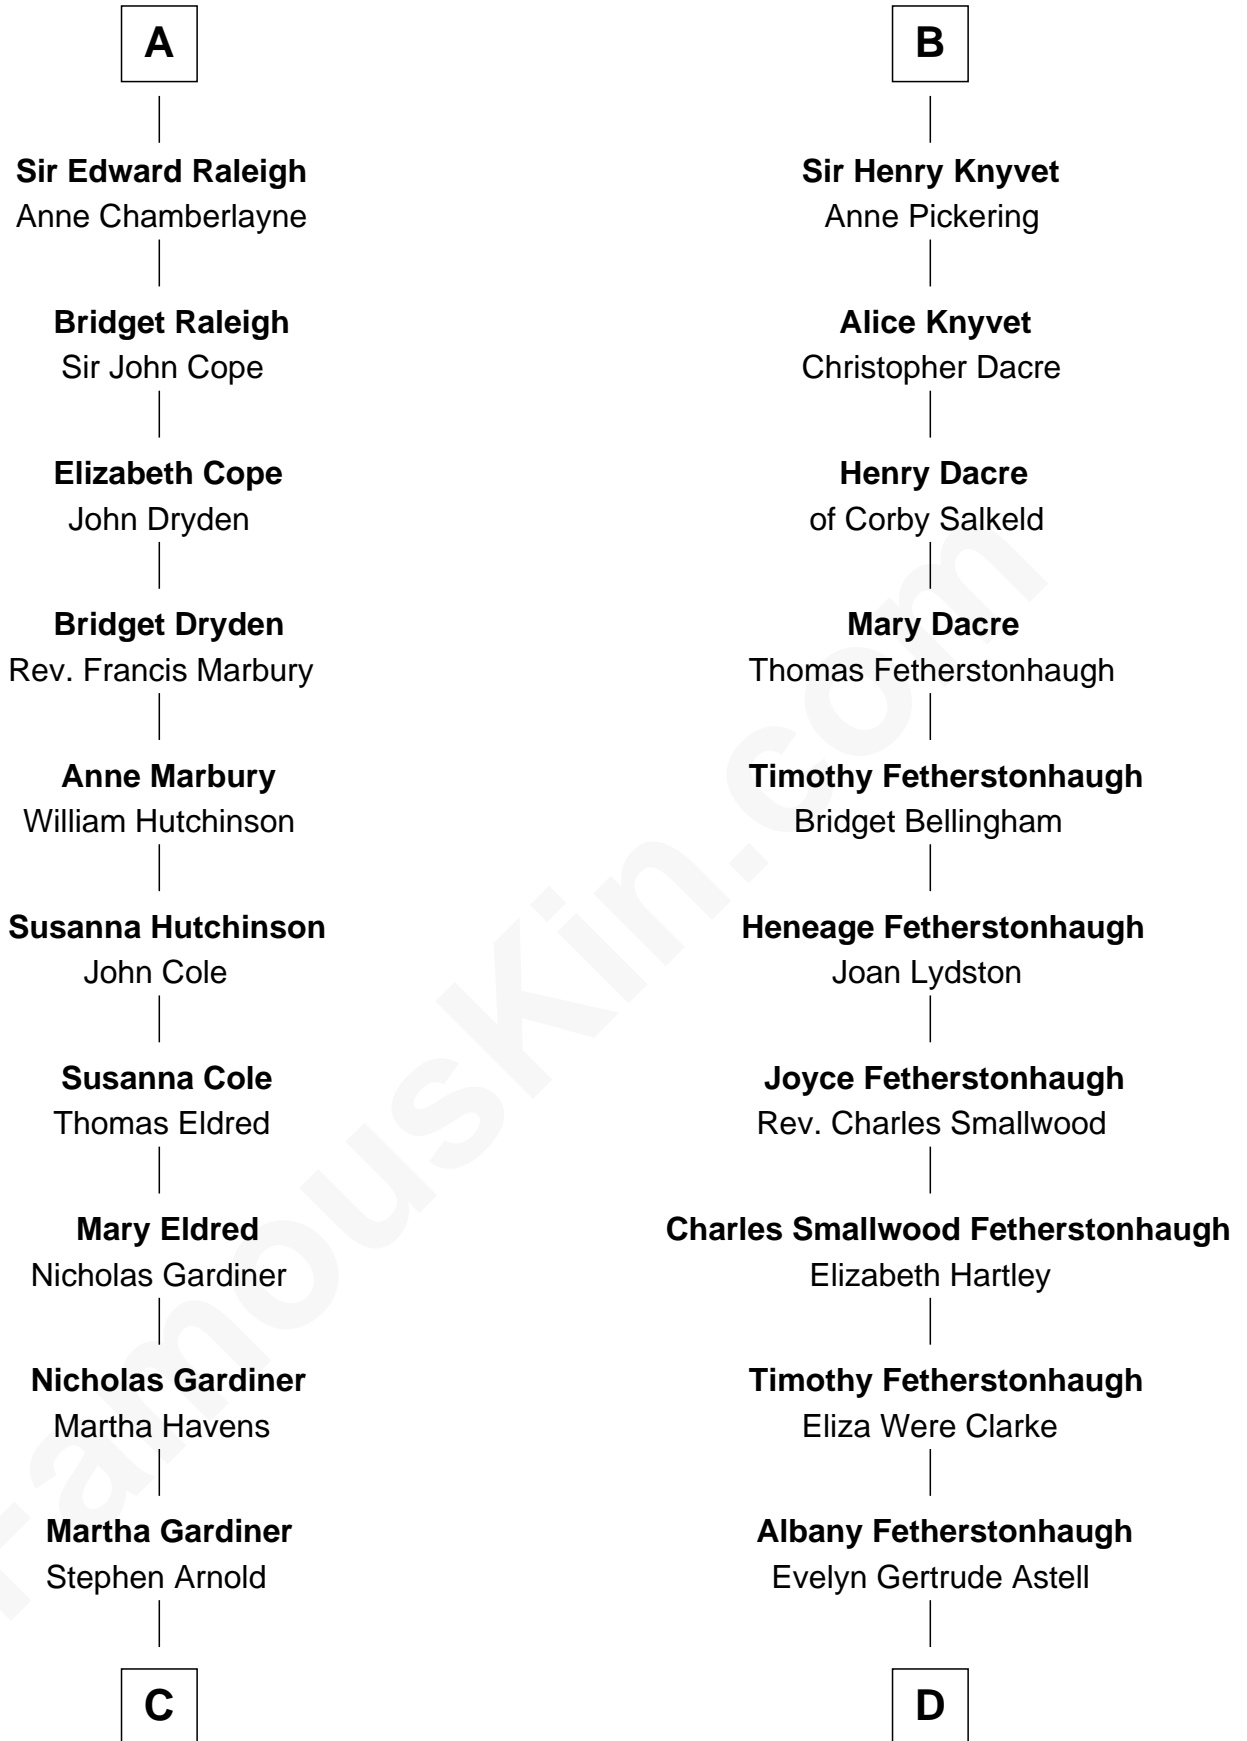 A
Sir Edward Raleigh
Anne Chamberlayne
Bridget Raleigh
Sir John Cope
Elizabeth Cope
John Dryden
Bridget Dryden
Rev. Francis Marbury
Anne Marbury
William Hutchinson
Susanna Hutchinson
John Cole
Susanna Cole
Thomas Eldred
Mary Eldred
Nicholas Gardiner
Nicholas Gardiner
Martha Havens
Martha Gardiner
Stephen Arnold
C
B
Sir Henry Knyvet
Anne Pickering
Alice Knyvet
Christopher Dacre
Henry Dacre
of Corby Salkeld
Mary Dacre
Thomas Fetherstonhaugh
Timothy Fetherstonhaugh
Bridget Bellingham
Heneage Fetherstonhaugh
Joan Lydston
Joyce Fetherstonhaugh
Rev. Charles Smallwood
Charles Smallwood Fetherstonhaugh
Elizabeth Hartley
Timothy Fetherstonhaugh
Eliza Were Clarke
Albany Fetherstonhaugh
Evelyn Gertrude Astell
D
FamousKin.com